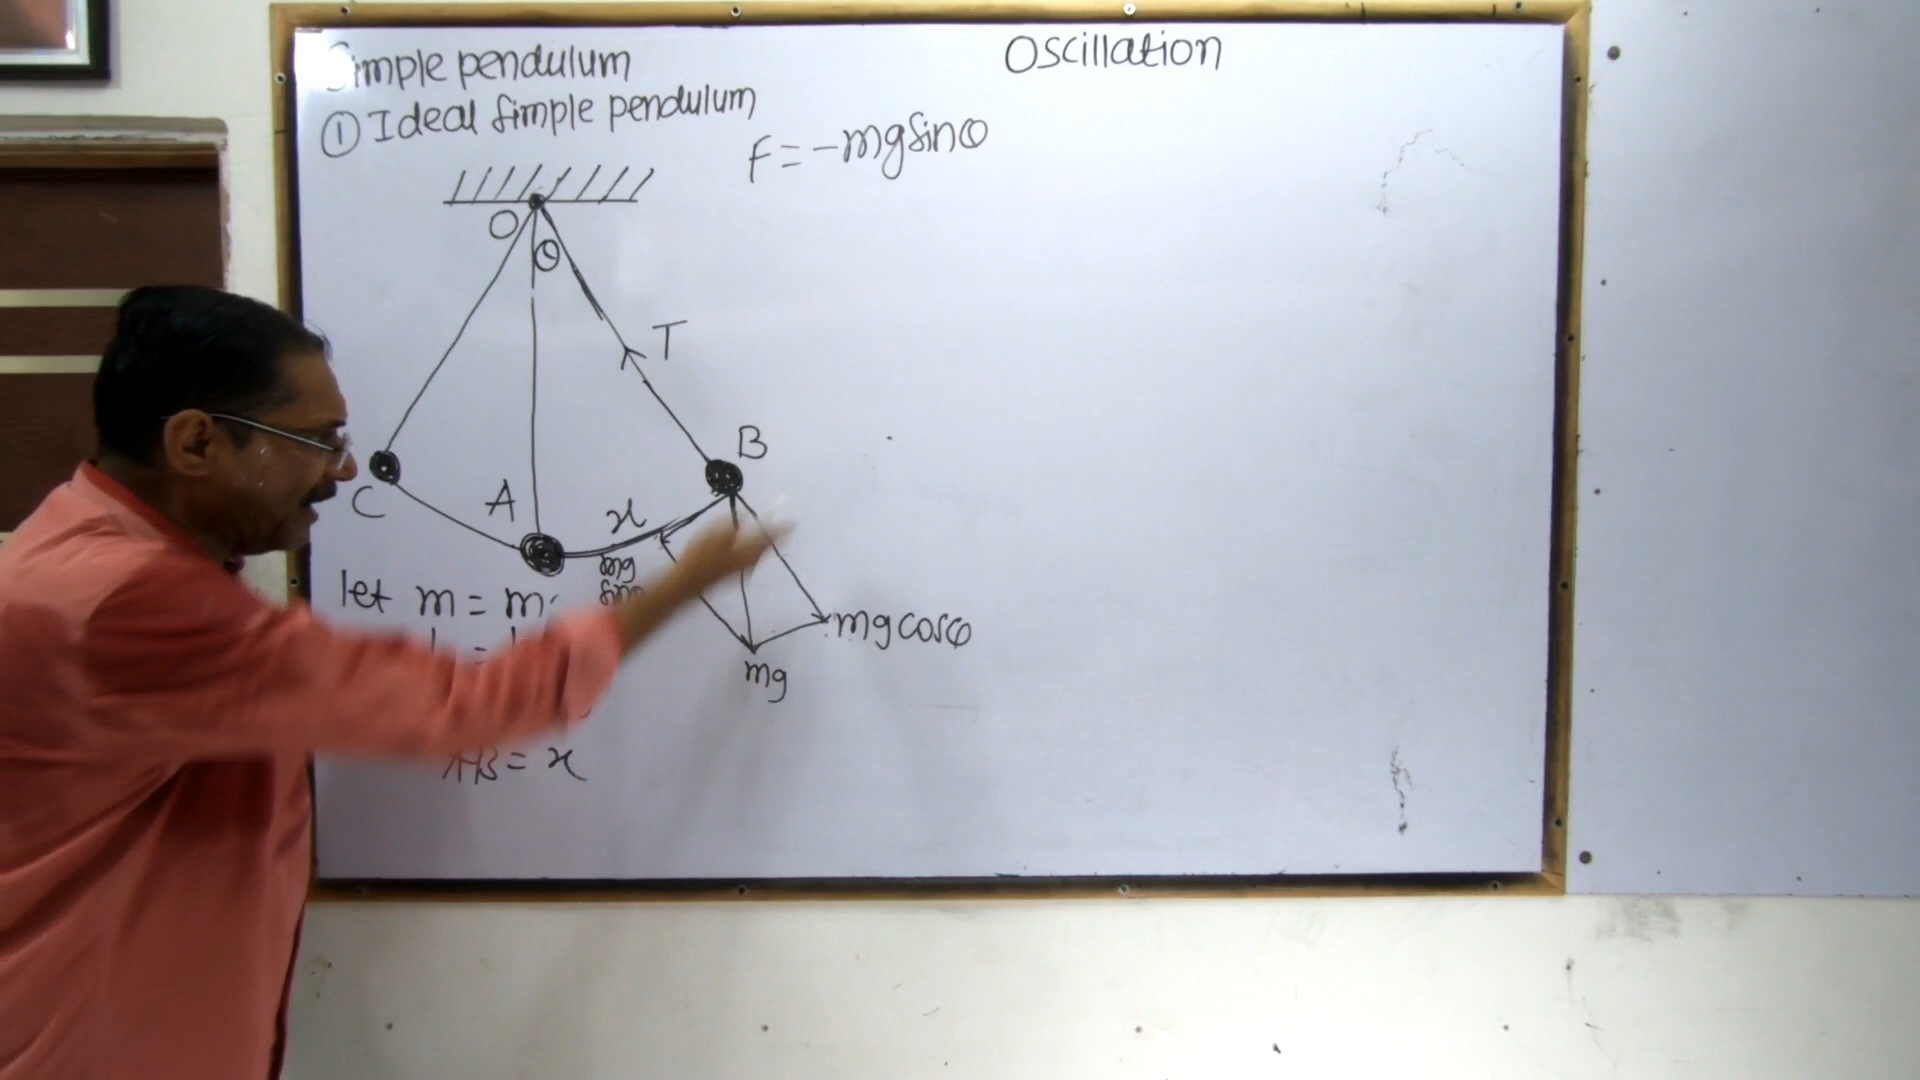 Simple pendulum
Oscillation
① Ideal Simple pendulum
F = -mg sinθ
O
θ
T
B
C
A
x
mg
sinθ
let m = m
mg cosθ
mg
AB = x